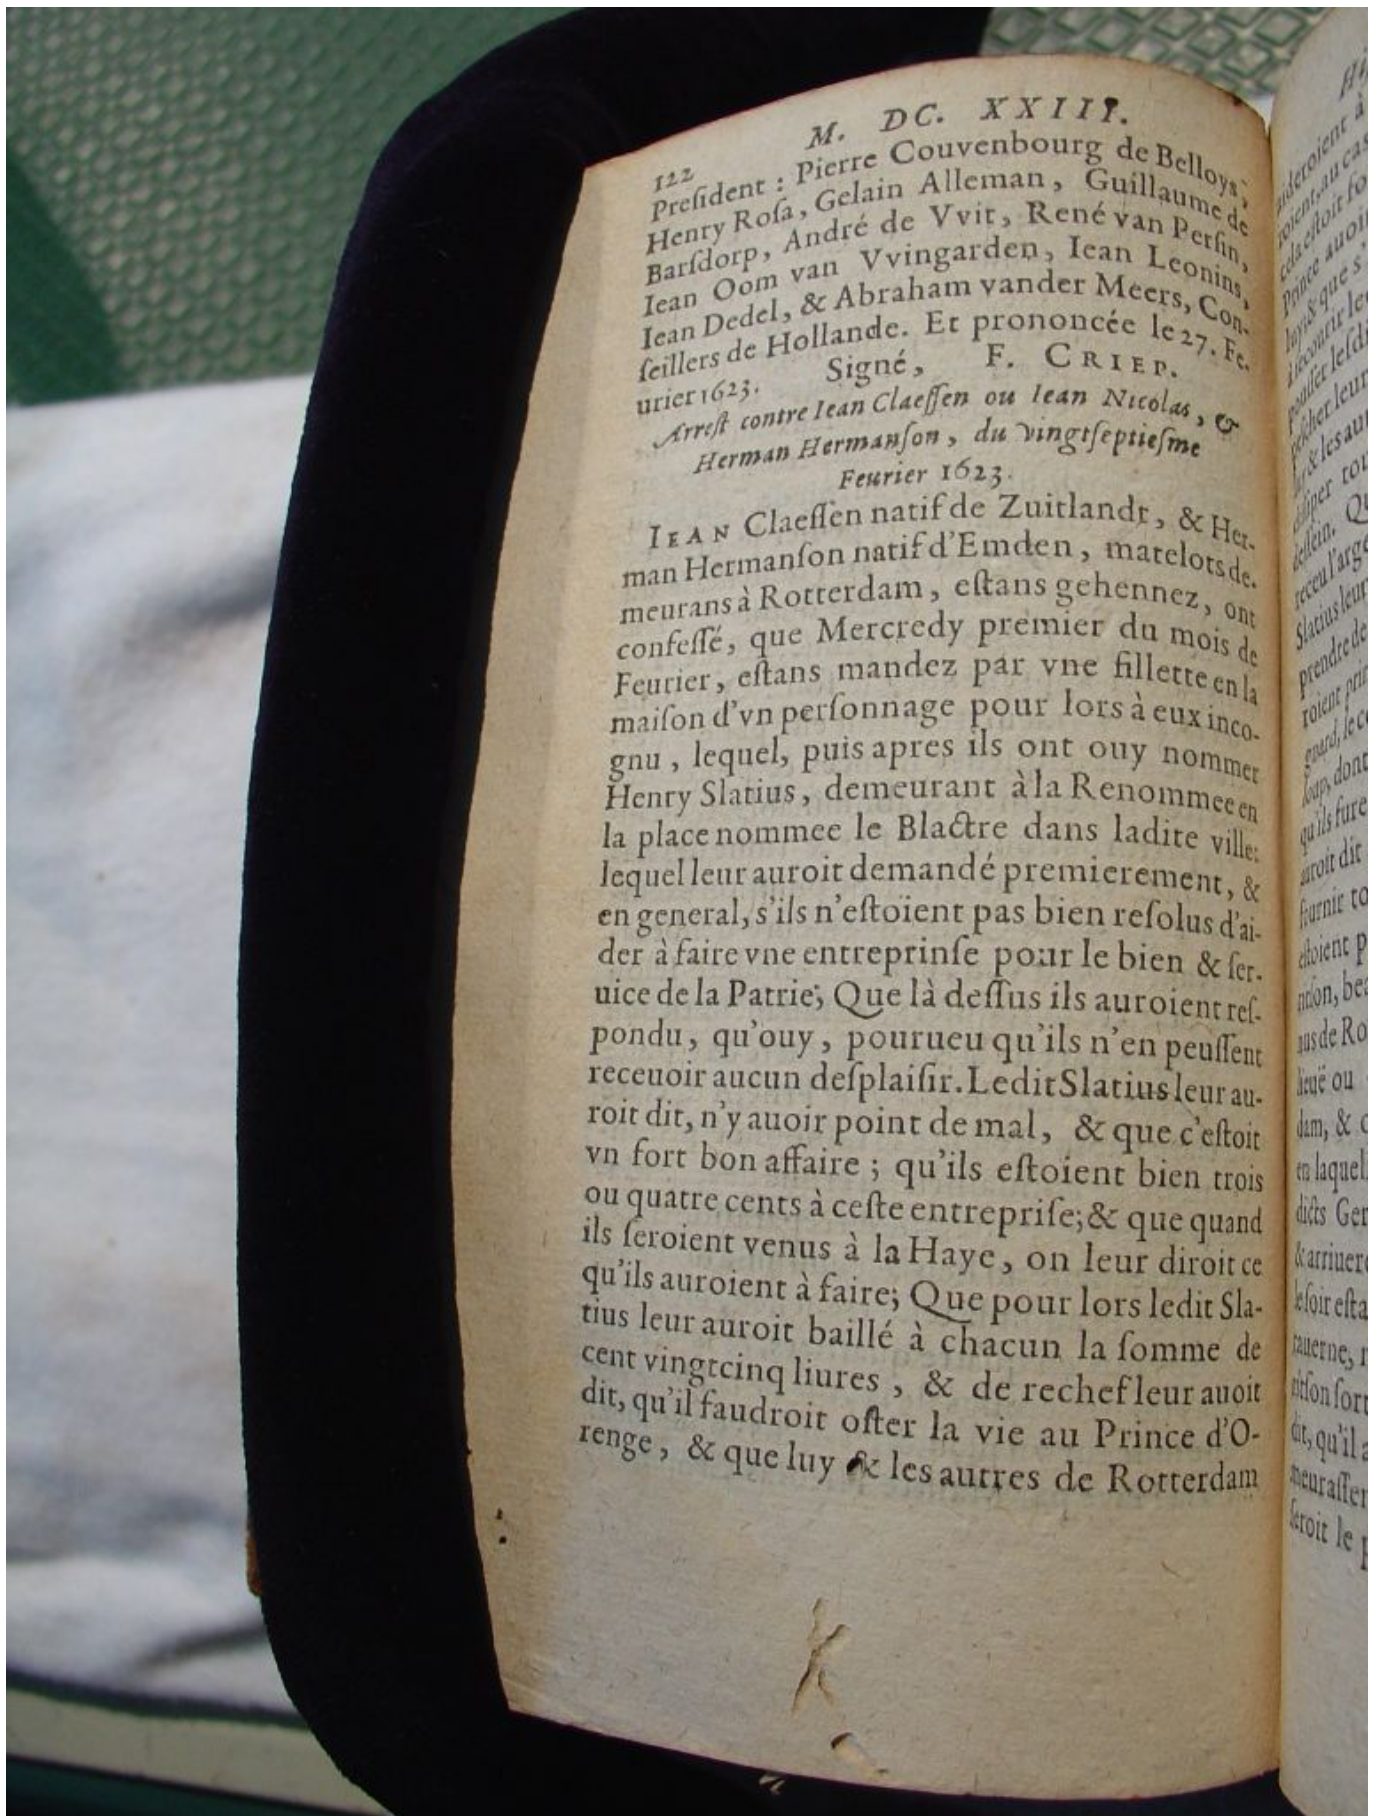 122 M. DC. XXIII.
Preſident : Pierre Couvenbourg de Belloys,
Henry Roſa, Gelain Alleman, Guillaume de
Barſdorp, André de Vvit, René van Perſin,
Iean Oom van Vvingarden, Iean Leonins,
Iean Dedel, & Abraham vander Meers, Con-
ſeillers de Hollande. Et prononcée le 27. Fe-
urier 1623. Signé, F. CRIEP.
Arreſt contre Iean Claeſſen ou Iean Nicolas, &
Herman Hermanſon, du vingtſeptieſme
Feurier 1623.
IEAN Claeſſen natif de Zuitlandt, & Her-
man Hermanſon natif d'Emden, matelots de-
meurans à Rotterdam, eſtans gehennez, ont
confeſſé, que Mercredy premier du mois de
Feurier, eſtans mandez par vne fillette en la
maiſon d'vn perſonnage pour lors à eux inco-
gnu, lequel, puis apres ils ont ouy nommer
Henry Slatius, demeurant à la Renommee en
la place nommee le Blactre dans ladite ville:
lequel leur auroit demandé premierement, &
en general, s'ils n'eſtoient pas bien reſolus d'ai-
der à faire vne entreprinſe pour le bien & ſer-
uice de la Patrie; Que là deſſus ils auroient reſ-
pondu, qu'ouy, pourueu qu'ils n'en peuſſent
receuoir aucun deſplaiſir. Ledit Slatius leur au-
roit dit, n'y auoir point de mal, & que c'eſtoit
vn fort bon affaire ; qu'ils eſtoient bien trois
ou quatre cents à ceſte entrepriſe; & que quand
ils ſeroient venus à la Haye, on leur diroit ce
qu'ils auroient à faire; Que pour lors ledit Sla-
tius leur auroit baillé à chacun la ſomme de
cent vingtcinq liures, & de rechef leur auoit
dit, qu'il faudroit oſter la vie au Prince d'O-
renge, & que luy & les autres de Rotterdam